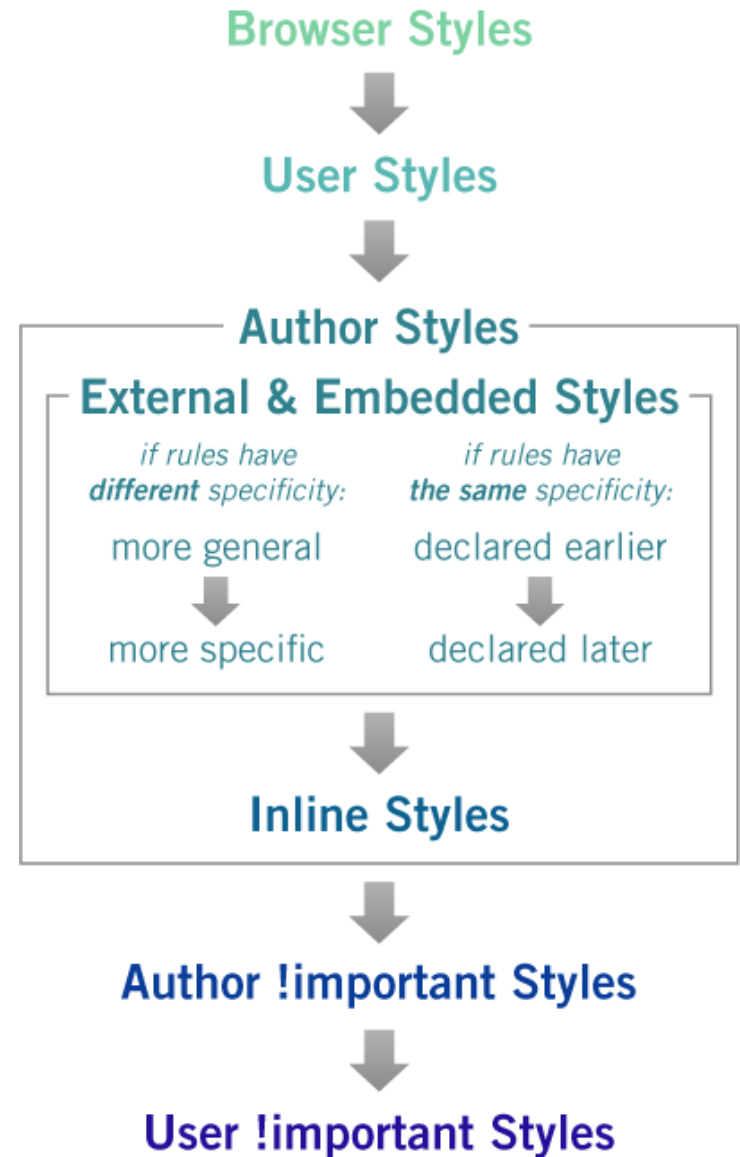 Browser Styles
User Styles
Author Styles
External & Embedded Styles
if rules have
different specificity:
more general
more specific
if rules have
the same specificity:
declared earlier
declared later
Inline Styles
Author !important Styles
User !important Styles